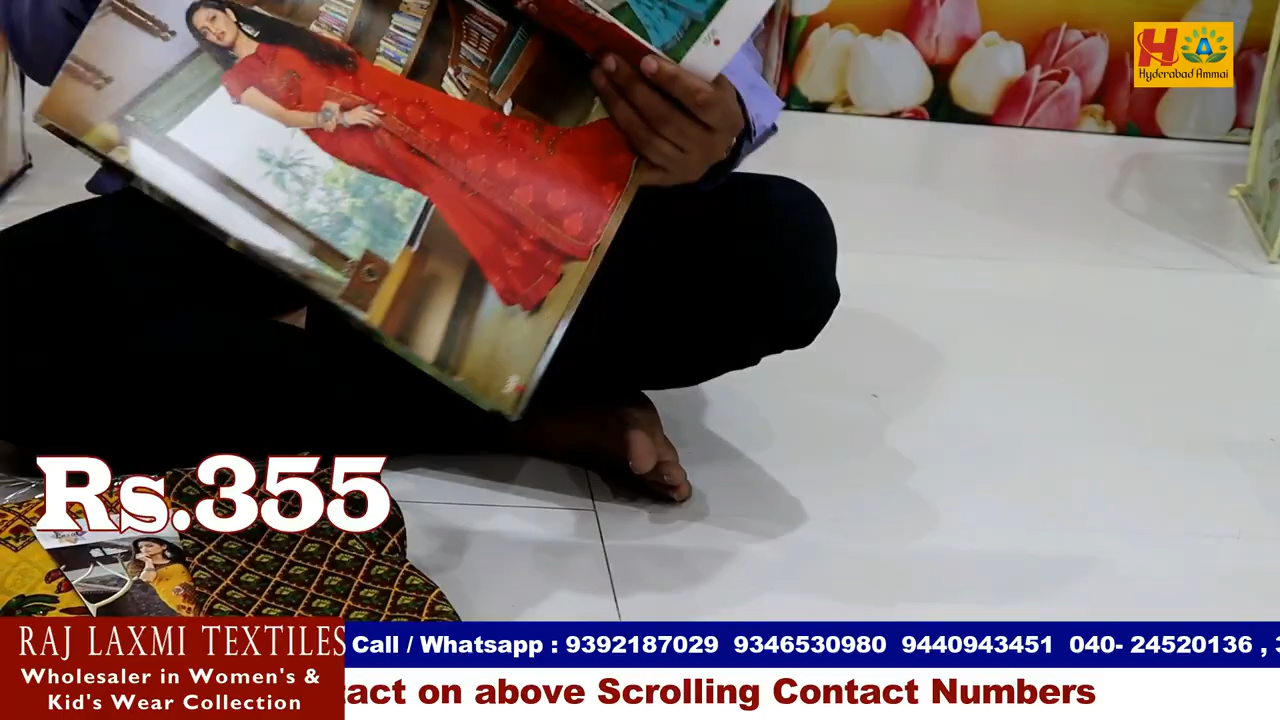 H
Hyderabad Ammai
Rs.355
RAJ LAXMI TEXTILES
Wholesaler in Women's &
Kid's Wear Collection
Call / Whatsapp : 9392187029 9346530980 9440943451 040- 24520136 ,
tact on above Scrolling Contact Numbers